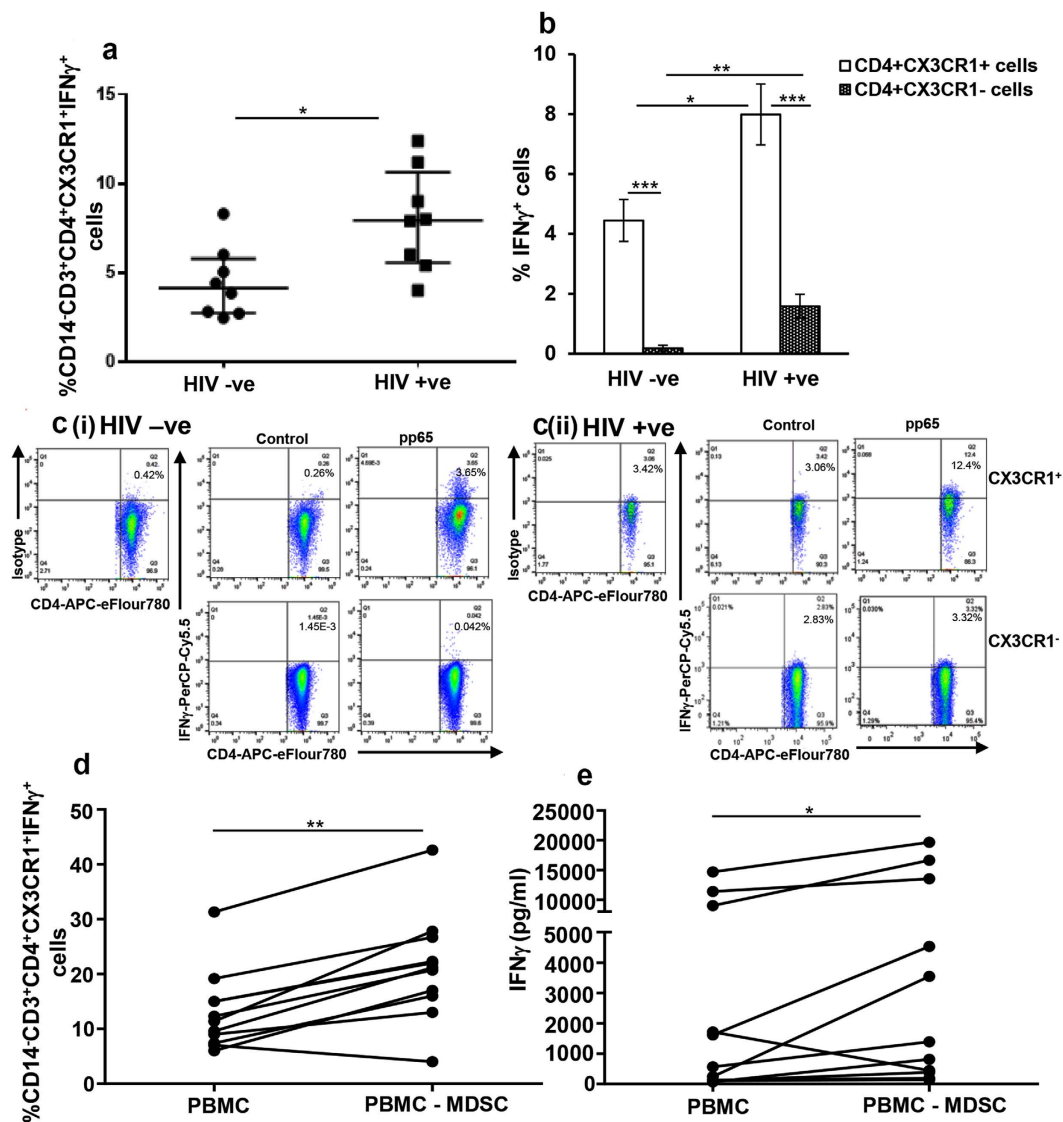 a
%CD14-CD3+CD4+CX3CR1+IFNγ+
cells
15
10
5
0
*
HIV -ve
HIV +ve
b
% IFNγ+ cells
10
8
6
4
2
0
**
*
***
***
CD4+CX3CR1+ cells
CD4+CX3CR1- cells
HIV -ve
HIV +ve
c (i) HIV –ve
Control
pp65
Isotype
0.42%
0.26%
3.65%
CD4-APC-eFlour780
IFNγ-PerCP-Cy5.5
1.45E-3
0.042%
CD4-APC-eFlour780
c(ii) HIV +ve
Control
pp65
Isotype
3.42%
3.06%
12.4%
CX3CR1+
CD4-APC-eFlour780
IFNγ-PerCP-Cy5.5
2.83%
3.32%
CX3CR1-
CD4-APC-eFlour780
d
%CD14-CD3+CD4+CX3CR1+IFNγ+
cells
50
40
30
20
10
0
**
PBMC
PBMC - MDSC
e
IFNγ (pg/ml)
25000
20000
15000
10000
5000
4000
3000
2000
1000
0
*
PBMC
PBMC - MDSC